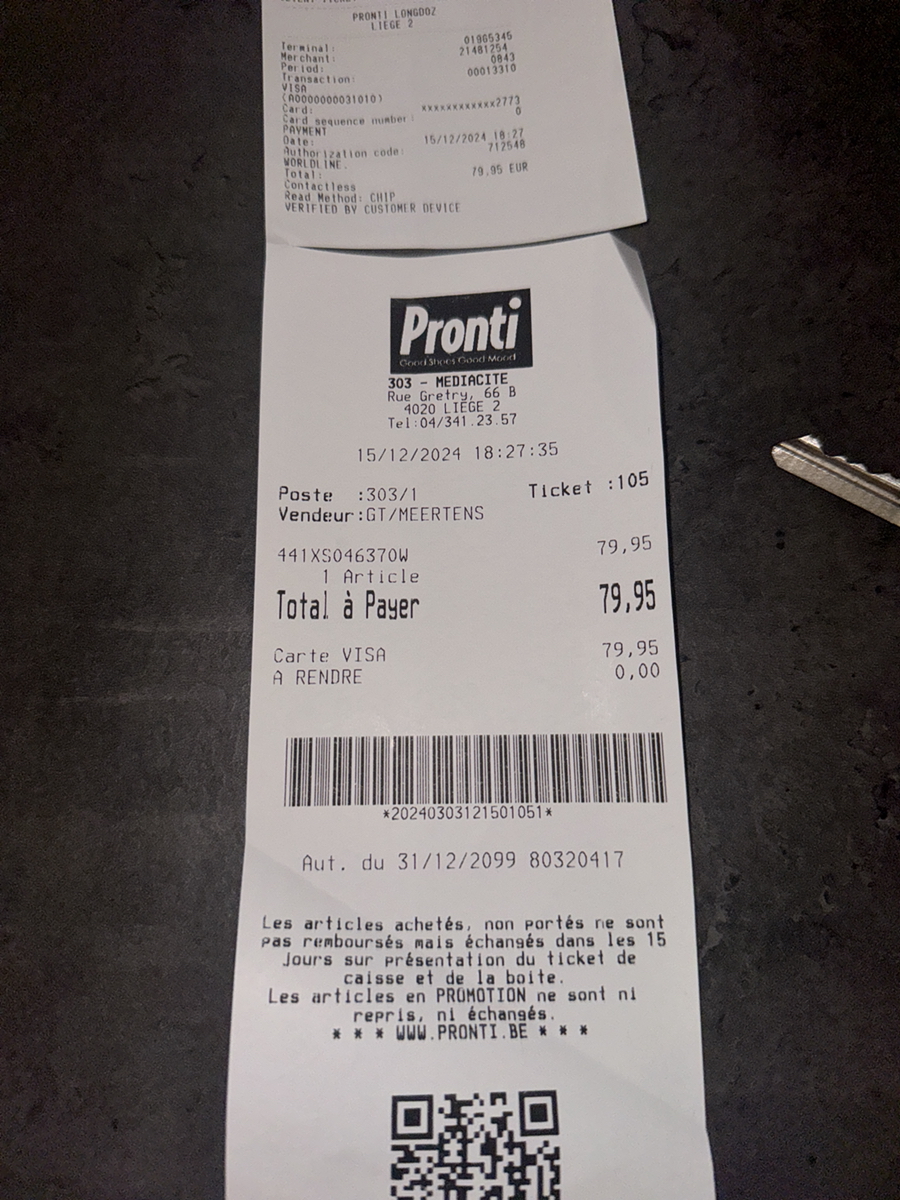 PRONTI LONGDOZ
LIEGE 2
Terminal: 01965345
Merchant: 21481254
Period: 0843
Transaction: 00013310
VISA
(A0000000031010)
Card: xxxxxxxxxxxx2773
Card sequence number: 0
PAYMENT
Date: 15/12/2024 18:27
Authorization code: 712548
WORLDLINE.
Total: 79.95 EUR
Contactless
Read Method: CHIP
VERIFIED BY CUSTOMER DEVICE
Pronti
Good Shoes Good Mood
303 - MEDIACITE
Rue Gretry, 66 B
4020 LIEGE 2
Tel:04/341.23.57
15/12/2024 18:27:35
Poste :303/1 Ticket :105
Vendeur:GT/MEERTENS
441XS046370W 79,95
1 Article
Total à Payer 79,95
Carte VISA 79,95
A RENDRE 0,00
*20240303121501051*
Aut. du 31/12/2099 80320417
Les articles achetés, non portés ne sont
pas remboursés mais échangés dans les 15
Jours sur présentation du ticket de
caisse et de la boite.
Les articles en PROMOTION ne sont ni
repris, ni échangés.
* * * WWW.PRONTI.BE * * *